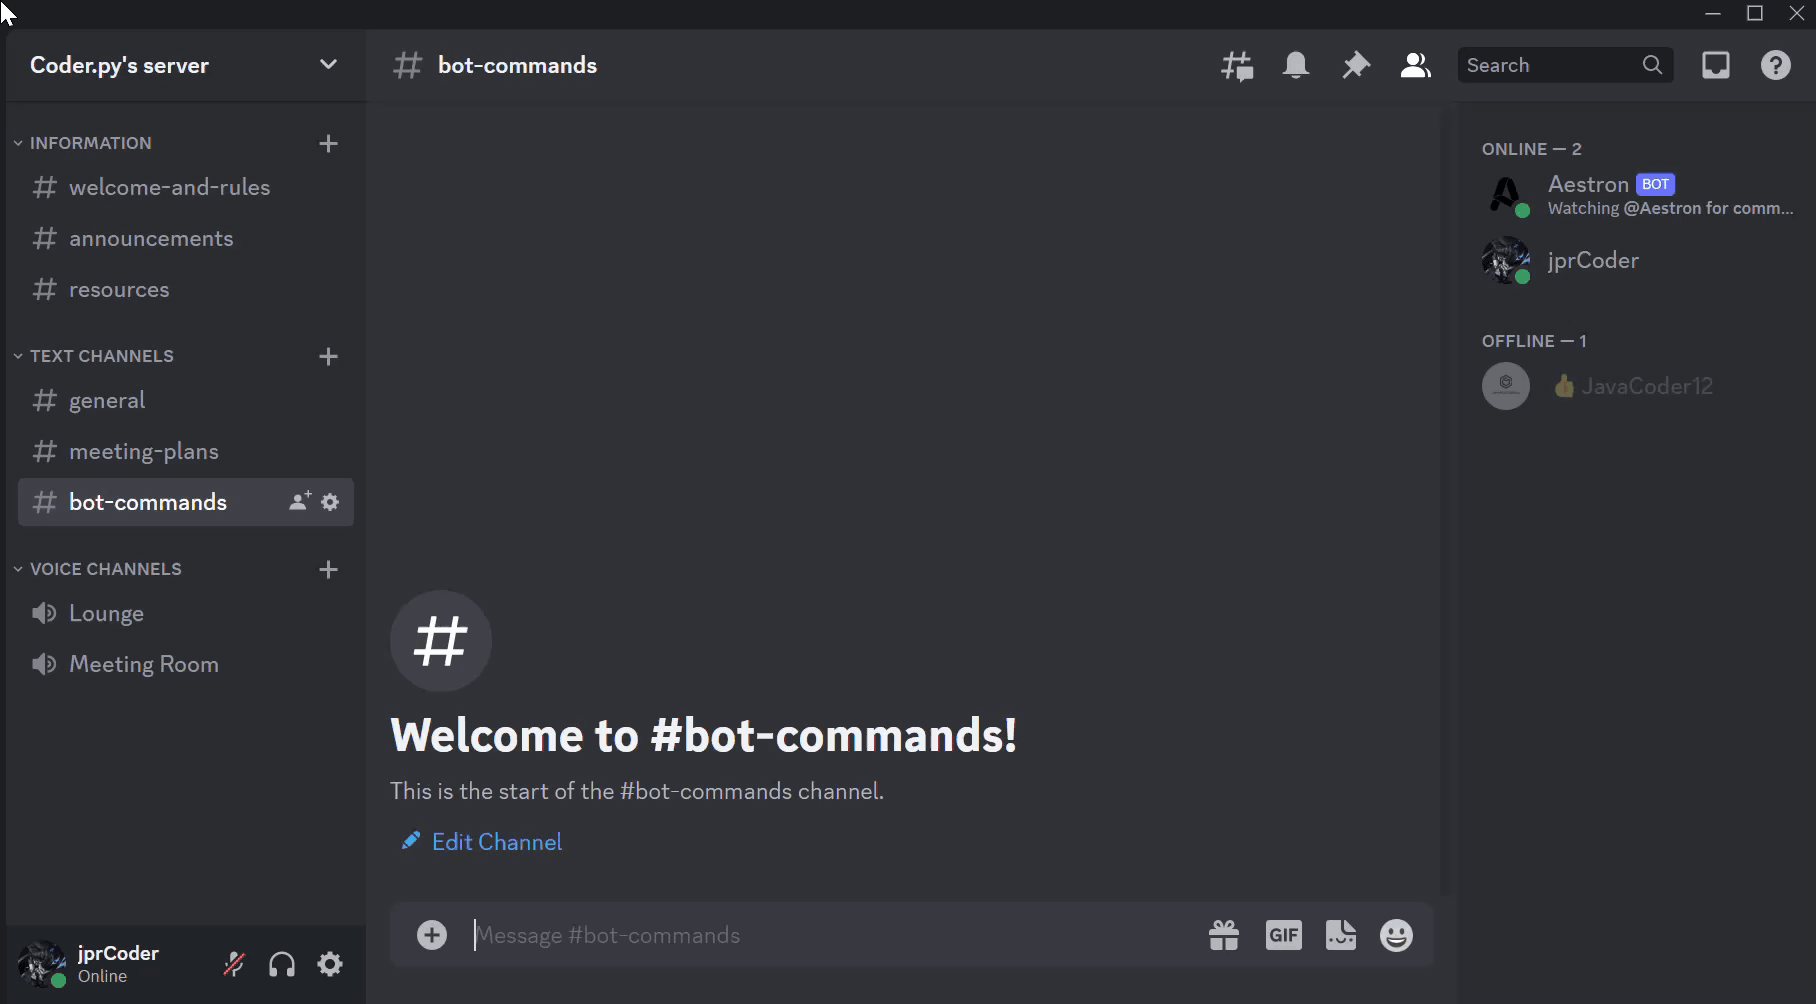 Coder.py's server
bot-commands
Search
INFORMATION
welcome-and-rules
announcements
resources
TEXT CHANNELS
general
meeting-plans
bot-commands
VOICE CHANNELS
Lounge
Meeting Room
jprCoder
Online
Welcome to #bot-commands!
This is the start of the #bot-commands channel.
Edit Channel
Message #bot-commands
GIF
ONLINE — 2
Aestron BOT
Watching @Aestron for comm...
jprCoder
OFFLINE — 1
👍 JavaCoder12